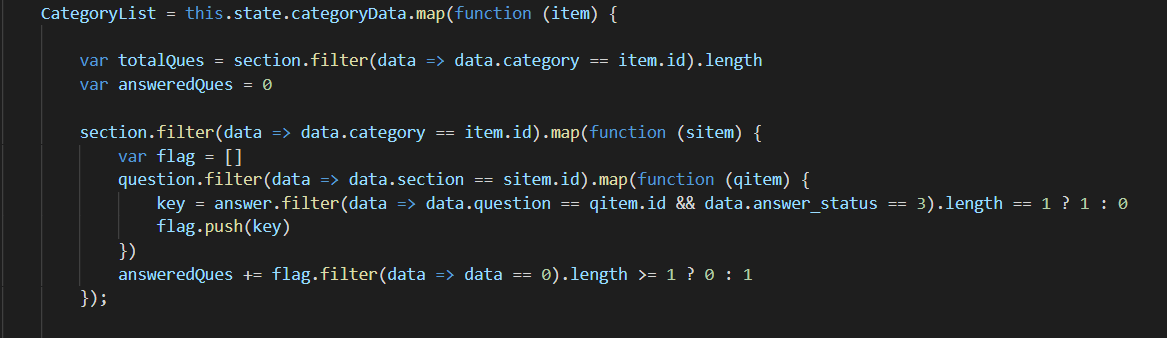 CategoryList = this.state.categoryData.map(function (item) {
var totalQues = section.filter(data => data.category == item.id).length
var answeredQues = 0
section.filter(data => data.category == item.id).map(function (sitem) {
var flag = []
question.filter(data => data.section == sitem.id).map(function (qitem) {
key = answer.filter(data => data.question == qitem.id && data.answer_status == 3).length == 1 ? 1 : 0
flag.push(key)
})
answeredQues += flag.filter(data => data == 0).length >= 1 ? 0 : 1
});